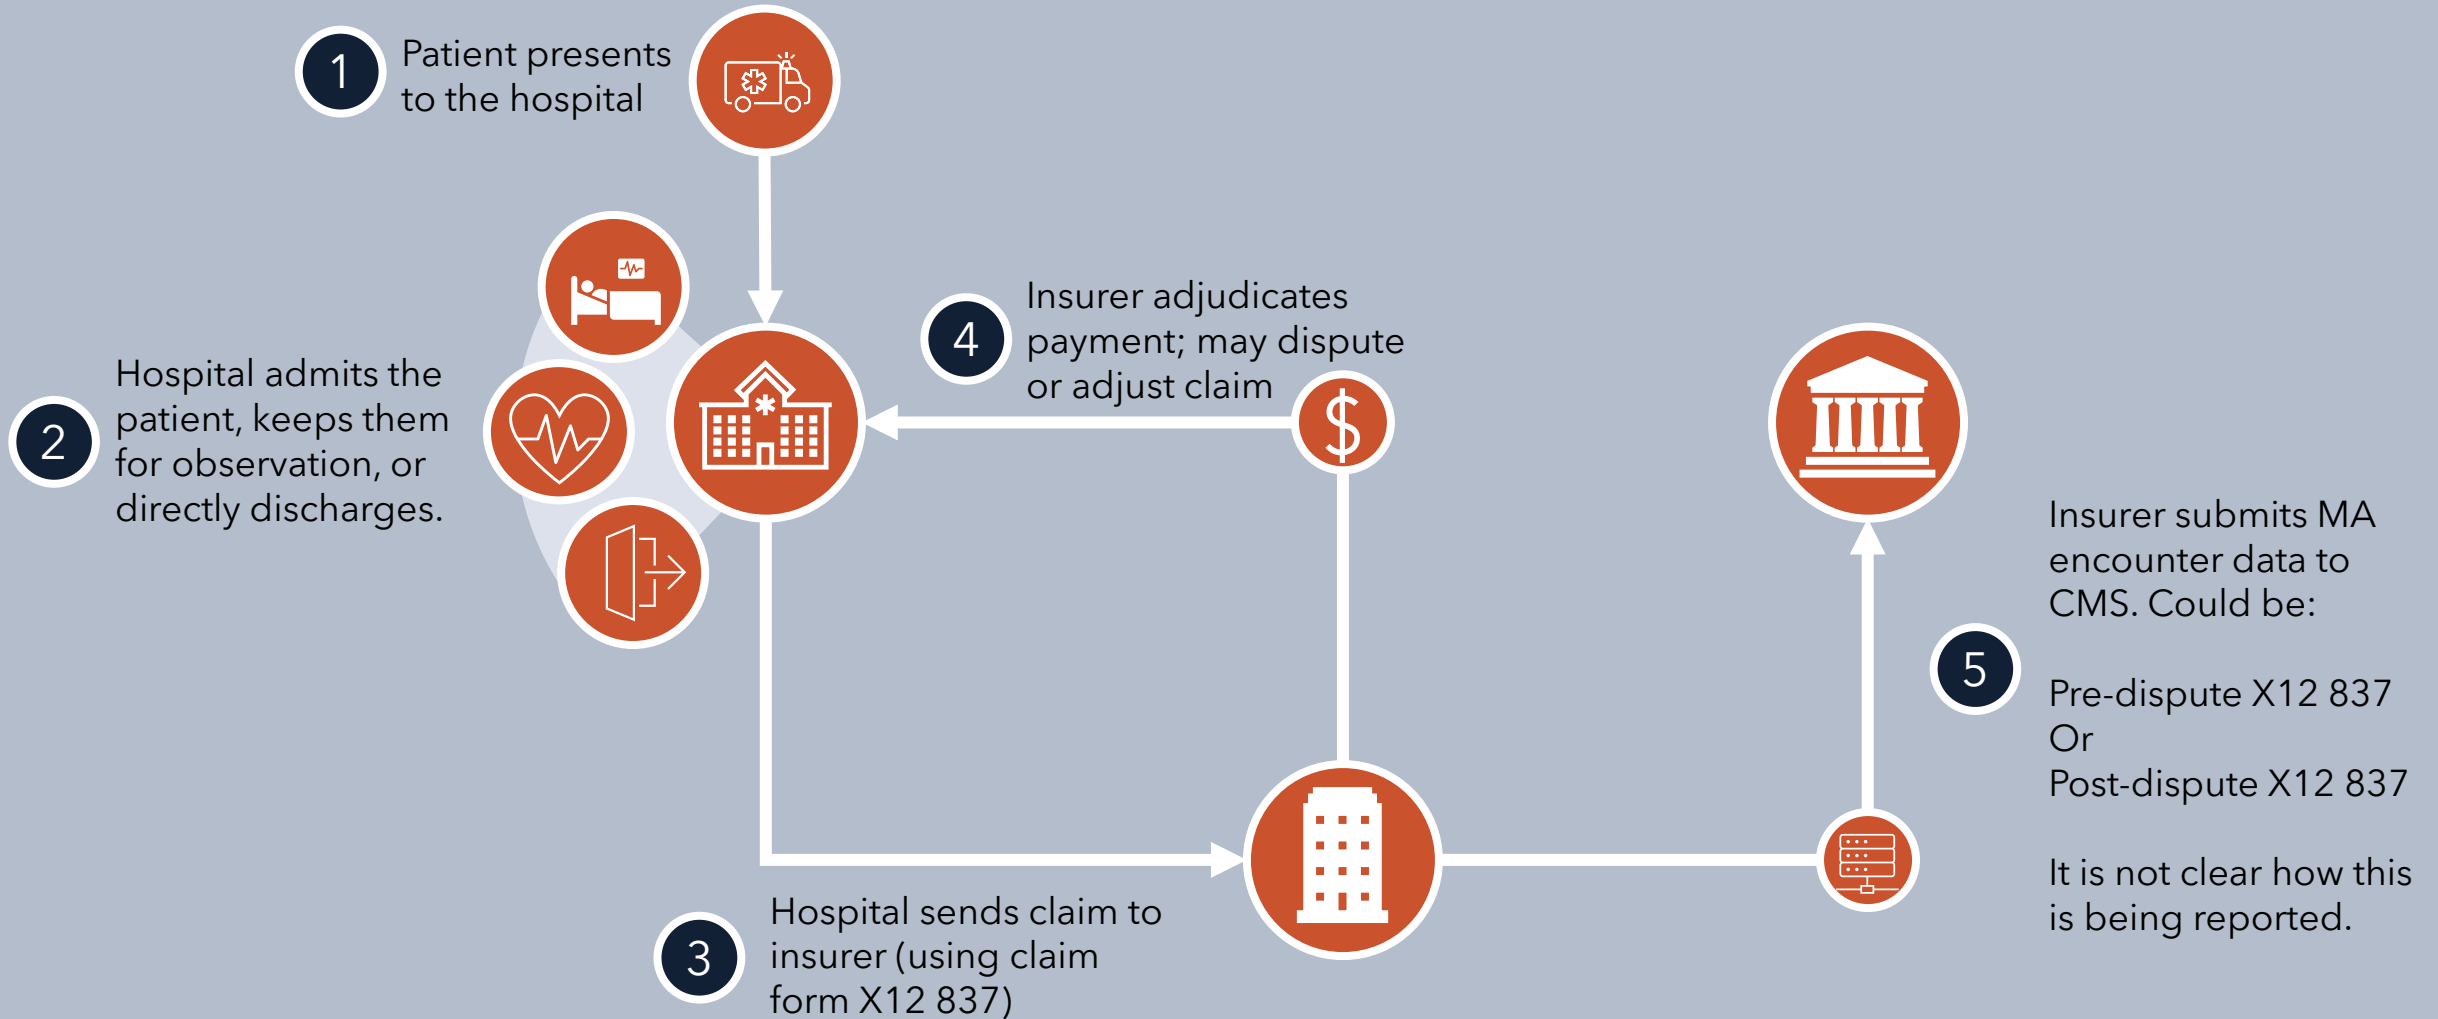 1
Patient presents
to the hospital
2
Hospital admits the
patient, keeps them
for observation, or
directly discharges.
3
Hospital sends claim to
insurer (using claim
form X12 837)
4
Insurer adjudicates
payment; may dispute
or adjust claim
$
5
Insurer submits MA
encounter data to
CMS. Could be:
Pre-dispute X12 837
Or
Post-dispute X12 837
It is not clear how this
is being reported.